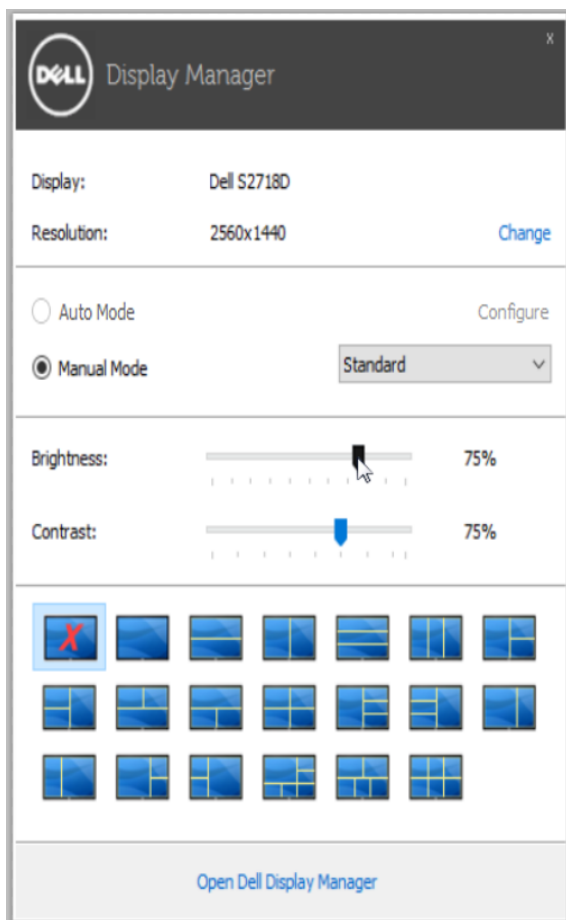 x
DELL Display Manager
Display: Dell S2718D
Resolution: 2560x1440 Change
Auto Mode Configure
Manual Mode Standard
Brightness: 75%
Contrast: 75%
X
Open Dell Display Manager